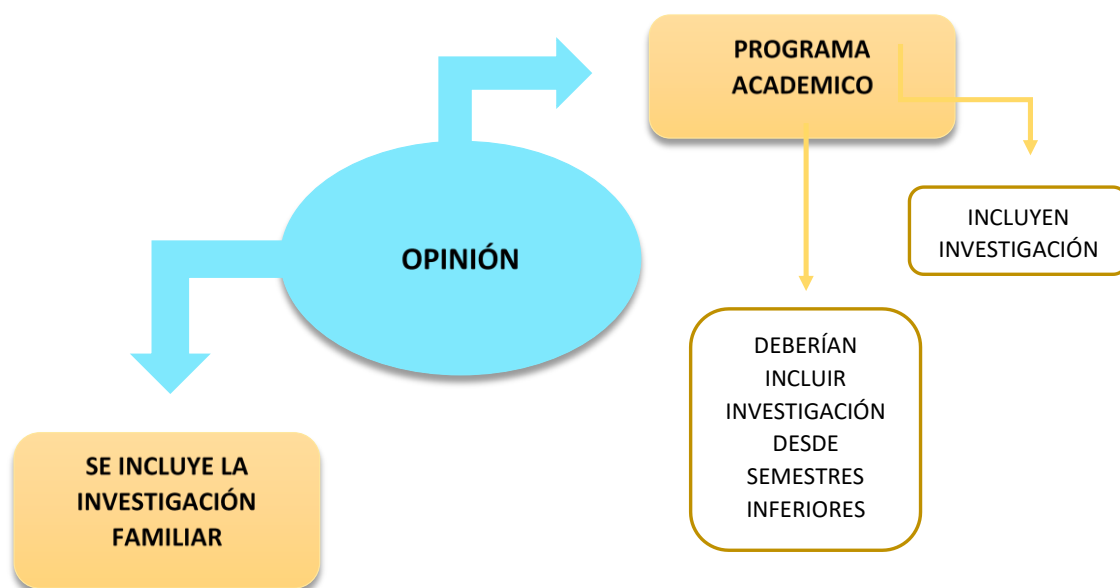 PROGRAMA
ACADEMICO
INCLUYEN
INVESTIGACIÓN
OPINIÓN
DEBERÍAN
INCLUIR
INVESTIGACIÓN
DESDE
SEMESTRES
INFERIORES
SE INCLUYE LA
INVESTIGACIÓN
FAMILIAR